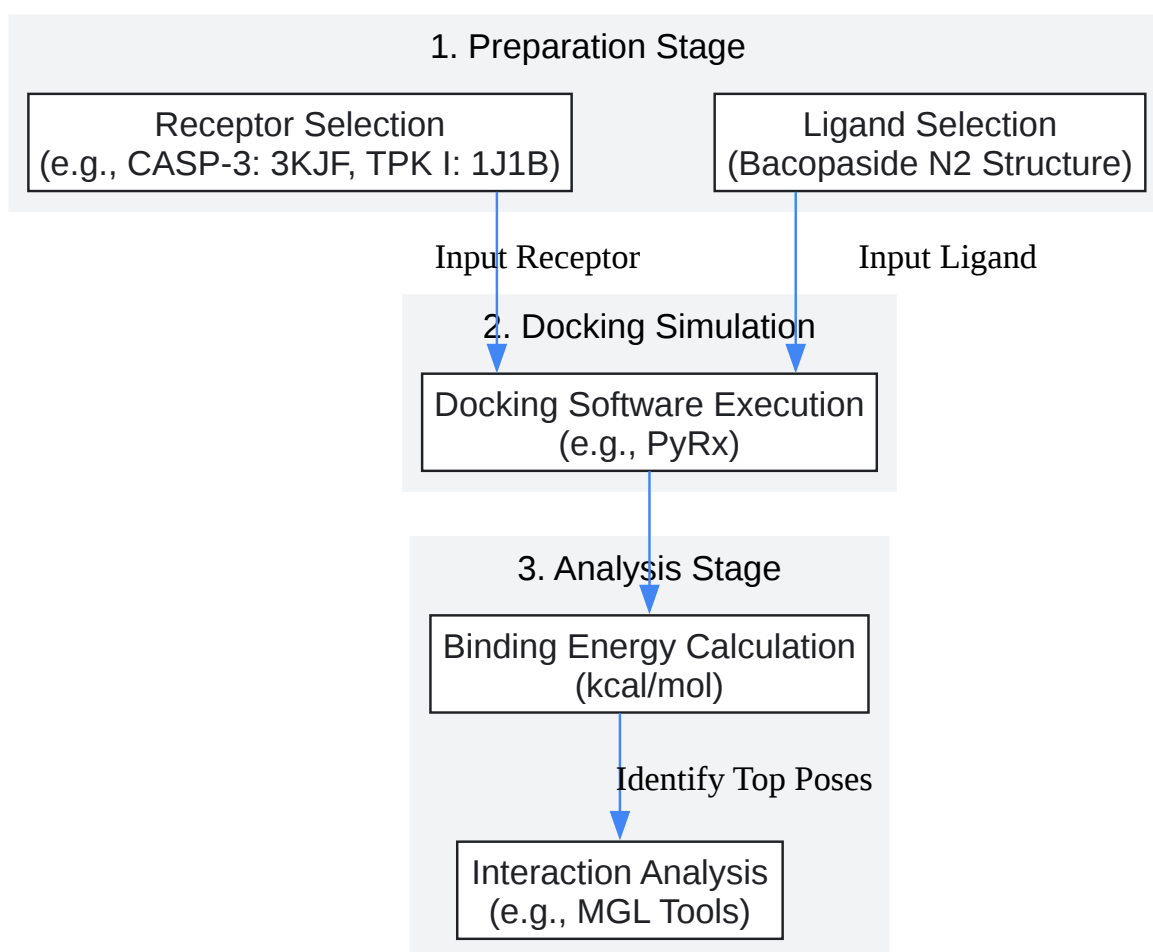 1. Preparation Stage
Receptor Selection
(e.g., CASP-3: 3KJF, TPK I: 1J1B)
Ligand Selection
(Bacopaside N2 Structure)
Input Receptor
Input Ligand
2. Docking Simulation
Docking Software Execution
(e.g., PyRx)
3. Analysis Stage
Binding Energy Calculation
(kcal/mol)
Identify Top Poses
Interaction Analysis
(e.g., MGL Tools)